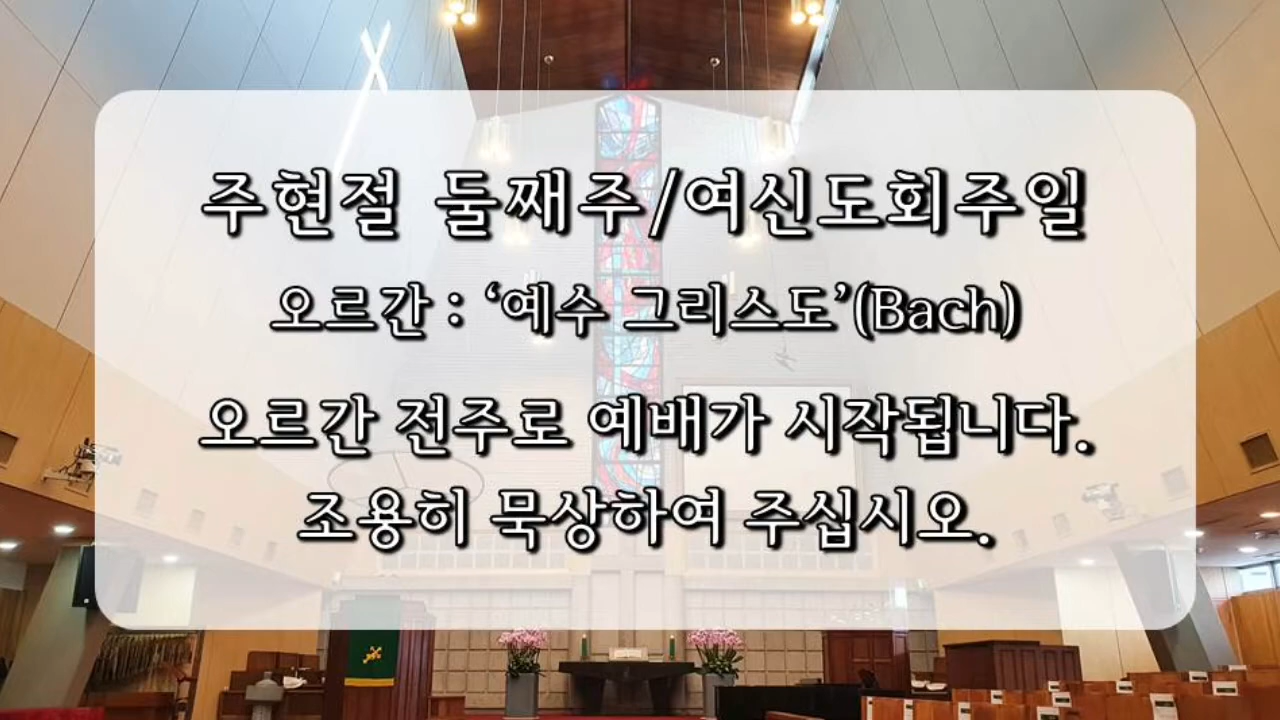 주현절 둘째주/여신도회주일
오르간 : ‘예수 그리스도’(Bach)
오르간 전주로 예배가 시작됩니다.
조용히 묵상하여 주십시오.